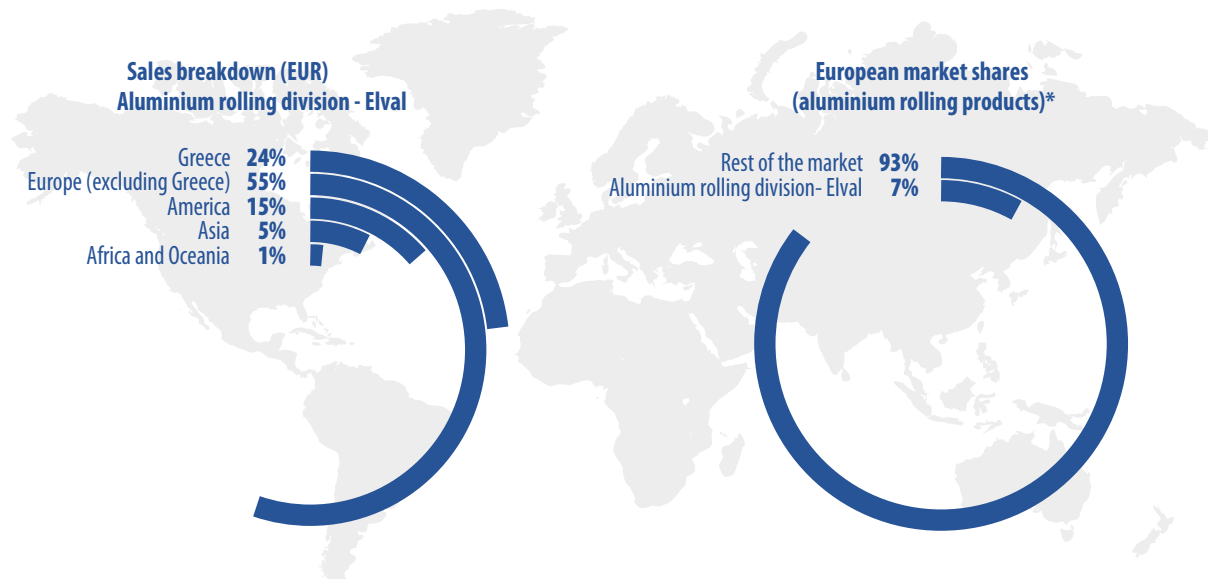 Sales breakdown (EUR)
Aluminium rolling division - Elval
Greece 24%
Europe (excluding Greece) 55%
America 15%
Asia 5%
Africa and Oceania 1%
European market shares
(aluminium rolling products)*
Rest of the market 93%
Aluminium rolling division- Elval 7%